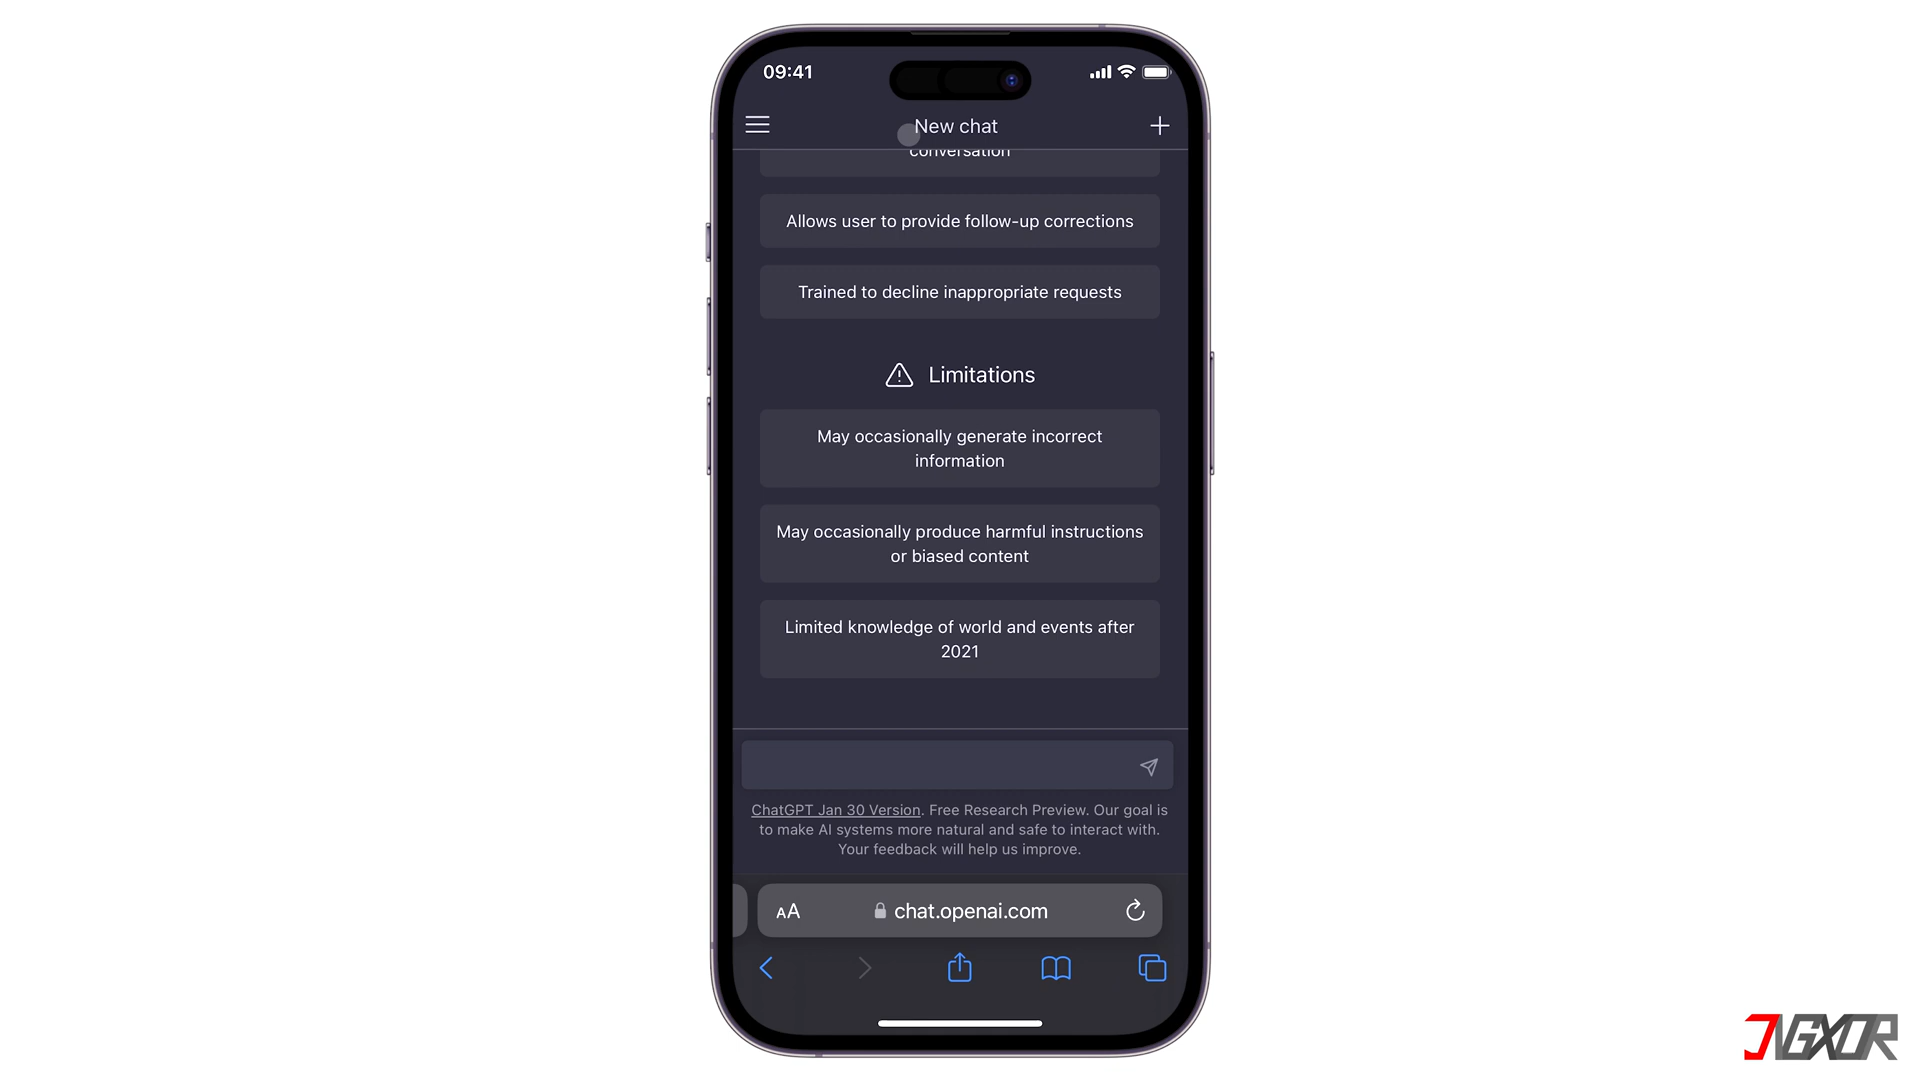 09:41
New chat
conversation
Allows user to provide follow-up corrections
Trained to decline inappropriate requests
Limitations
May occasionally generate incorrect
information
May occasionally produce harmful instructions
or biased content
Limited knowledge of world and events after
2021
ChatGPT Jan 30 Version. Free Research Preview. Our goal is
to make AI systems more natural and safe to interact with.
Your feedback will help us improve.
AA
chat.openai.com